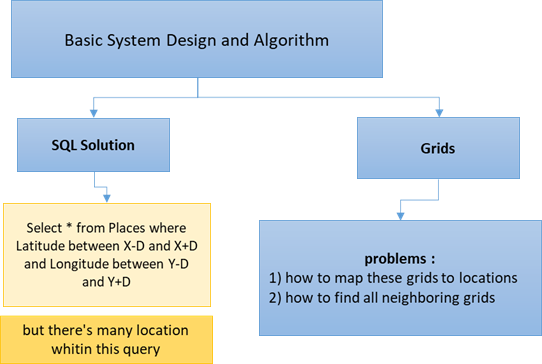 Basic System Design and Algorithm
SQL Solution
Grids
Select * from Places where
Latitude between X-D and X+D
and Longitude between Y-D
and Y+D
problems :
1) how to map these grids to locations
2) how to find all neighboring grids
but there's many location
whitin this query